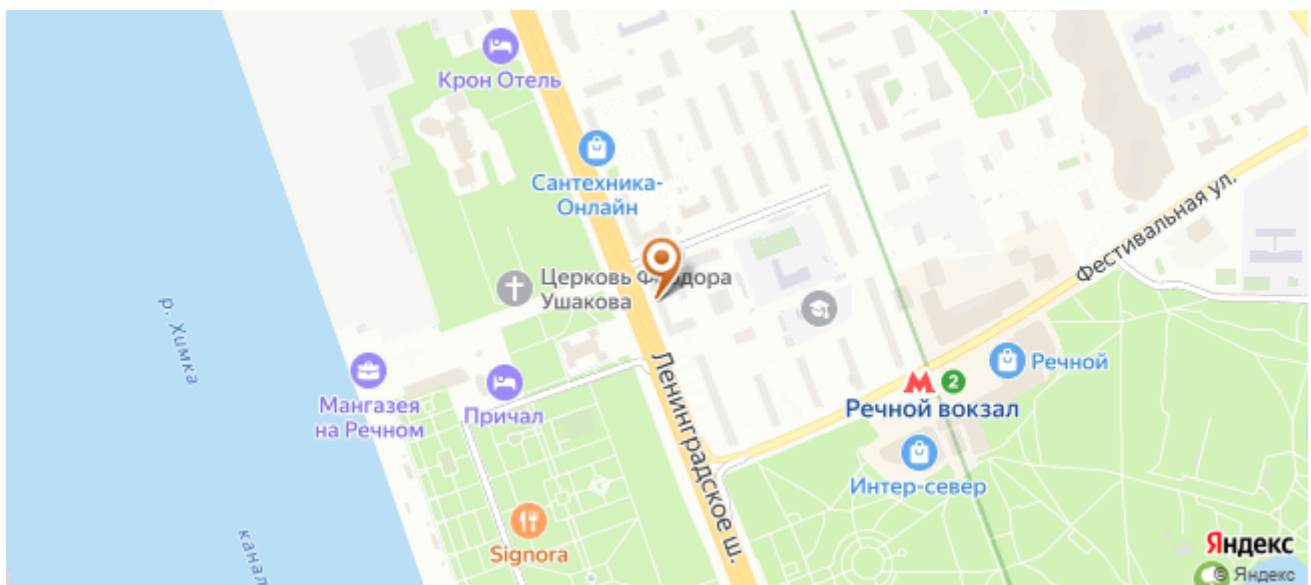 Крон Отель
Сантехника-
Онлайн
Фестивальная ул.
Церковь Ф
дора
Ушакова
р. Химка
Ленинградское ш.
Речной
М 2
Речной вокзал
Мангазея
на Речном
Причал
Интер-север
Signora
канал
Яндекс
© Яндекс